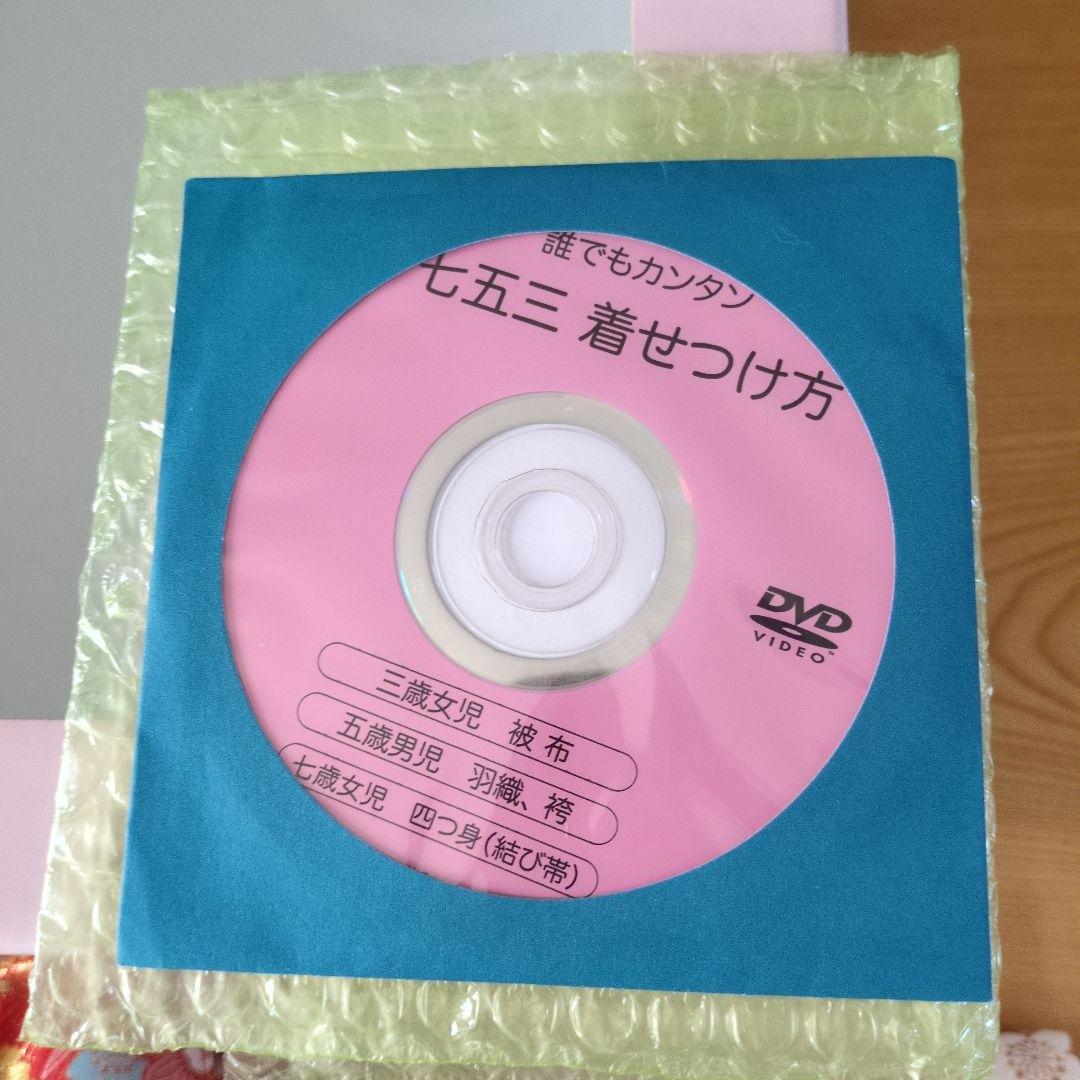 誰でもカンタン
七五三 着せつけ方
DVD
VIDEO™
三歳女児 被布
五歳男児 羽織、袴
七歳女児 四つ身(結び帯)